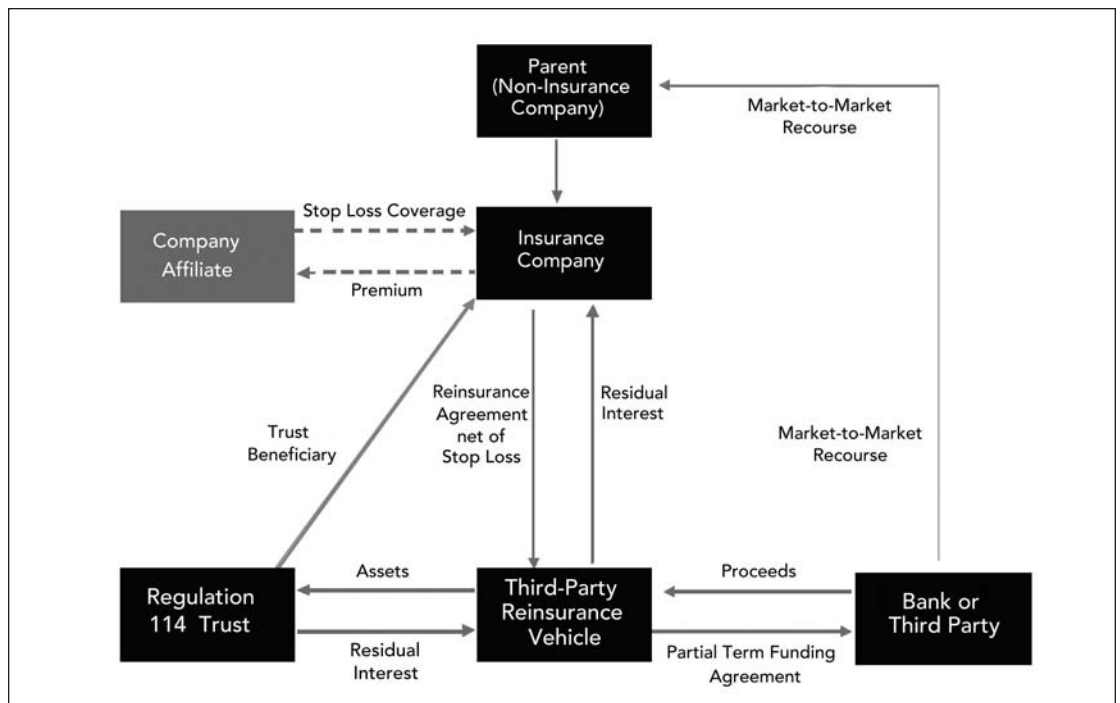 Parent
(Non-Insurance
Company)
Market-to-Market
Recourse
Stop Loss Coverage
Company
Affiliate
Insurance
Company
Premium
Reinsurance
Agreement
net of
Stop Loss
Residual
Interest
Trust
Beneficiary
Market-to-Market
Recourse
Regulation
114 Trust
Assets
Residual
Interest
Third-Party
Reinsurance
Vehicle
Proceeds
Partial Term Funding
Agreement
Bank or
Third Party